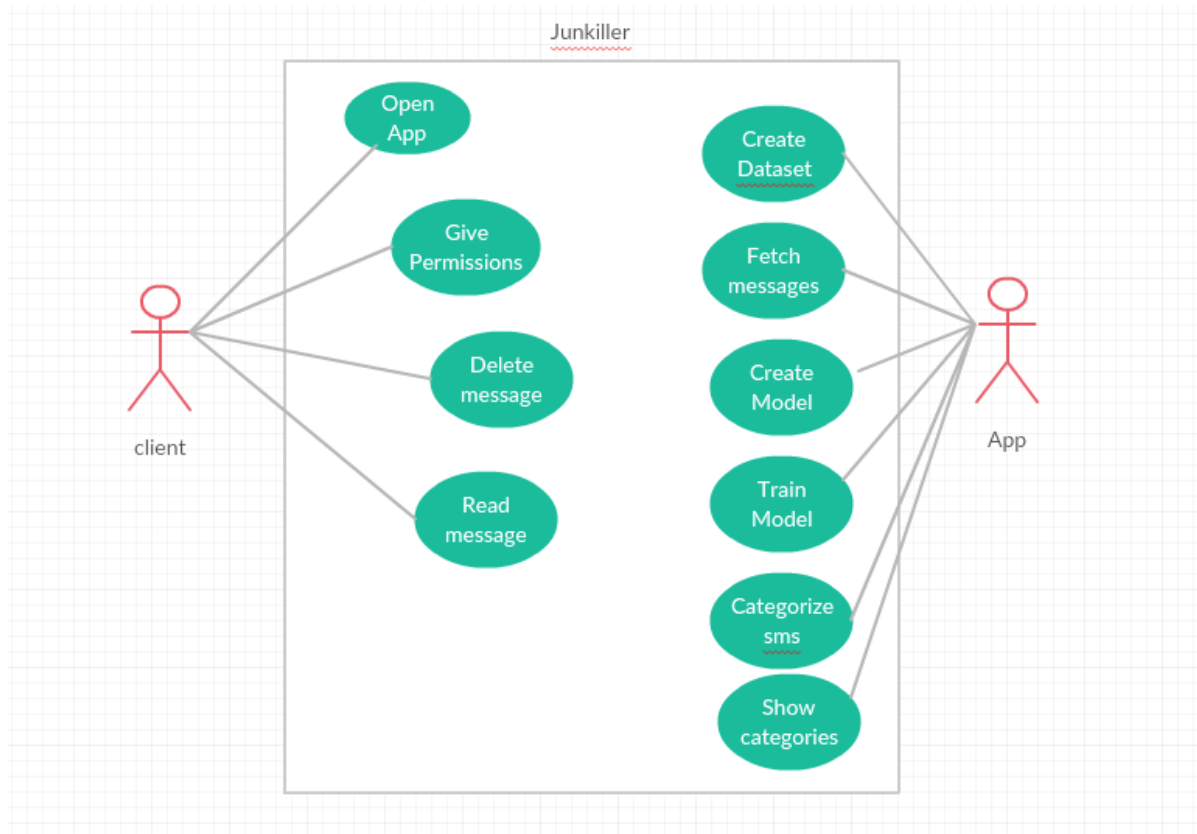 Junkiller
Open
App
Give
Permissions
Delete
message
Read
message
client
Create
Dataset
Fetch
messages
Create
Model
Train
Model
Categorize
sms
Show
categories
App